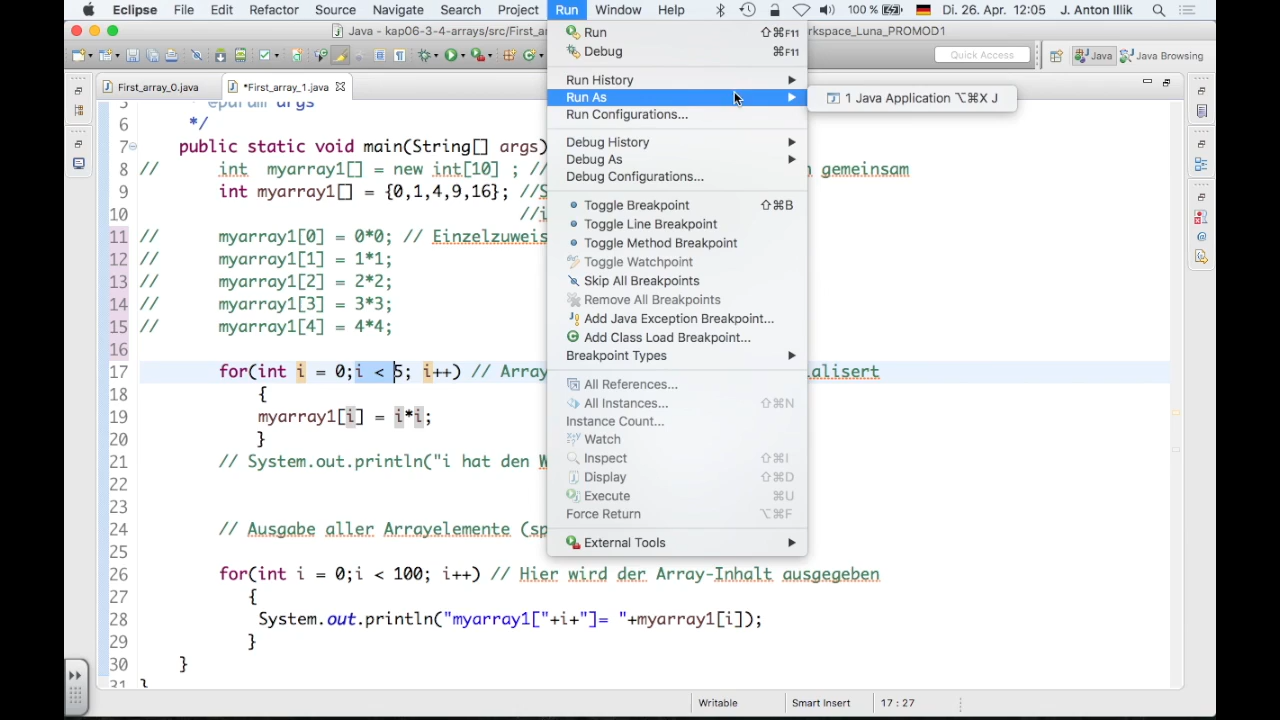 Eclipse File Edit Refactor Source Navigate Search Project Run Window Help 100 % Di. 26. Apr. 12:05 J. Anton Illik
Java - kap06-3-4-arrays/src/First_ar rkspace_Luna_PROMOD1
Quick Access Java Java Browsing
First_array_0.java *First_array_1.java
* @param args
6 */
7 public static void main(String[] args)
8 // int myarray1[] = new int[10] ; // gemeinsam
9 int myarray1[] = {0,1,4,9,16}; //S
10 //i
11 // myarray1[0] = 0*0; // Einzelzuweis
12 // myarray1[1] = 1*1;
13 // myarray1[2] = 2*2;
14 // myarray1[3] = 3*3;
15 // myarray1[4] = 4*4;
16
17 for(int i = 0;i < 5; i++) // Array alisert
18 {
19 myarray1[i] = i*i;
20 }
21 // System.out.println("i hat den W
22
23
24 // Ausgabe aller Arrayelemente (sp
25
26 for(int i = 0;i < 100; i++) // Hier wird der Array-Inhalt ausgegeben
27 {
28 System.out.println("myarray1["+i+"]= "+myarray1[i]);
29 }
30 }
31 }
Run ⇧⌘F11
Debug ⌘F11
Run History
Run As
1 Java Application ⌥⌘X J
Run Configurations...
Debug History
Debug As
Debug Configurations...
Toggle Breakpoint ⇧⌘B
Toggle Line Breakpoint
Toggle Method Breakpoint
Toggle Watchpoint
Skip All Breakpoints
Remove All Breakpoints
Add Java Exception Breakpoint...
Add Class Load Breakpoint...
Breakpoint Types
All References...
All Instances... ⇧⌘N
Instance Count...
Watch
Inspect ⇧⌘I
Display ⇧⌘D
Execute ⌘U
Force Return ⌥⌘F
External Tools
Writable Smart Insert 17 : 27